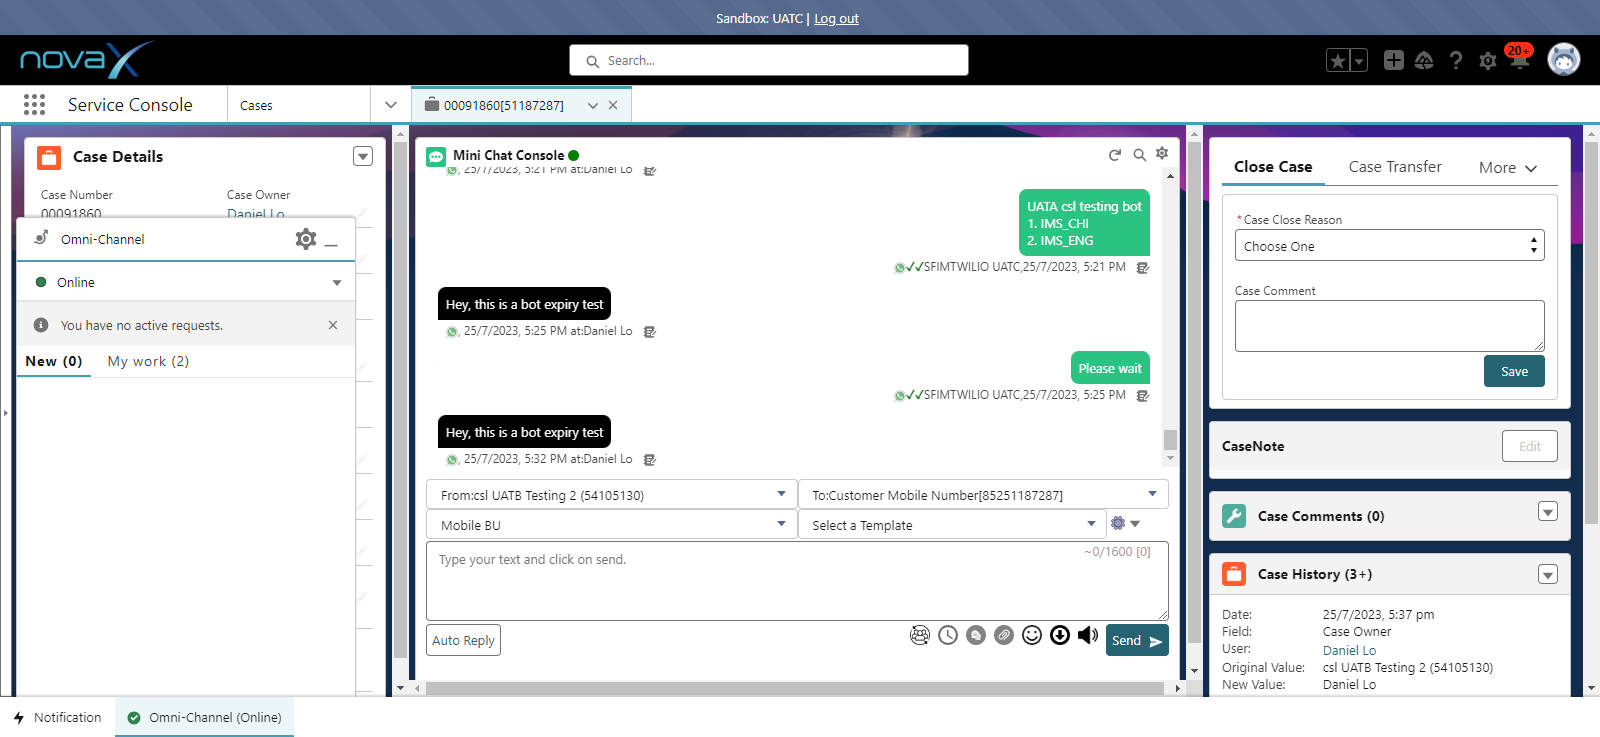 Sandbox: UATC | Log out
novax
Search...
20+
Service Console
Cases
00091860[51187287]
Case Details
Case Number
Case Owner
00091860
Daniel Lo
Omni-Channel
Online
You have no active requests.
New (0)
My work (2)
Mini Chat Console
, 25/7/2023, 5:21 PM at:Daniel Lo
UATA csl testing bot
1. IMS_CHI
2. IMS_ENG
SFIMTWILIO UATC,25/7/2023, 5:21 PM
Hey, this is a bot expiry test
, 25/7/2023, 5:25 PM at:Daniel Lo
Please wait
SFIMTWILIO UATC,25/7/2023, 5:25 PM
Hey, this is a bot expiry test
, 25/7/2023, 5:32 PM at:Daniel Lo
From:csl UATB Testing 2 (54105130)
To:Customer Mobile Number[85251187287]
Mobile BU
Select a Template
Type your text and click on send.
~0/1600 [0]
Auto Reply
Send
Close Case
Case Transfer
More
*Case Close Reason
Choose One
Case Comment
Save
CaseNote
Edit
Case Comments (0)
Case History (3+)
Date: 25/7/2023, 5:37 pm
Field: Case Owner
User: Daniel Lo
Original Value: csl UATB Testing 2 (54105130)
New Value: Daniel Lo
Notification
Omni-Channel (Online)